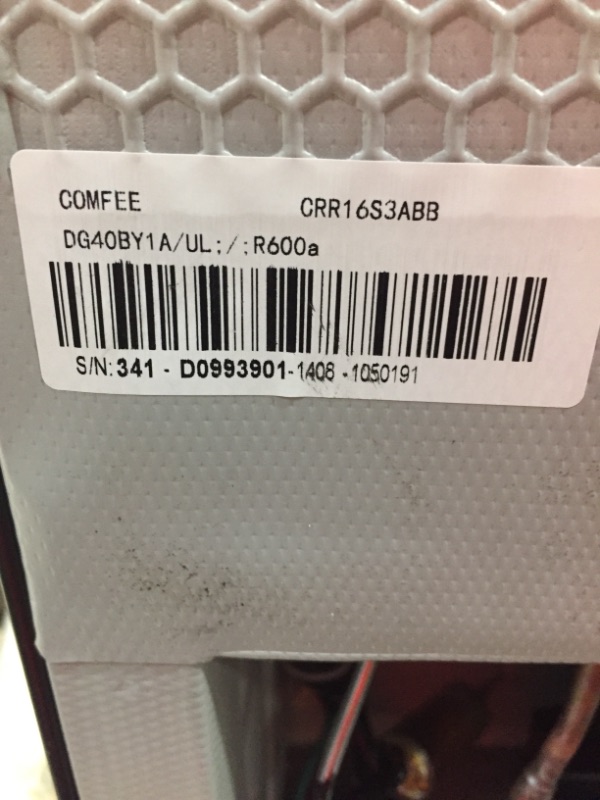 COMFEE CRR16S3ABB
DG40BY1A/UL;/;R600a
S/N:341 - D0993901-1408 -1050191